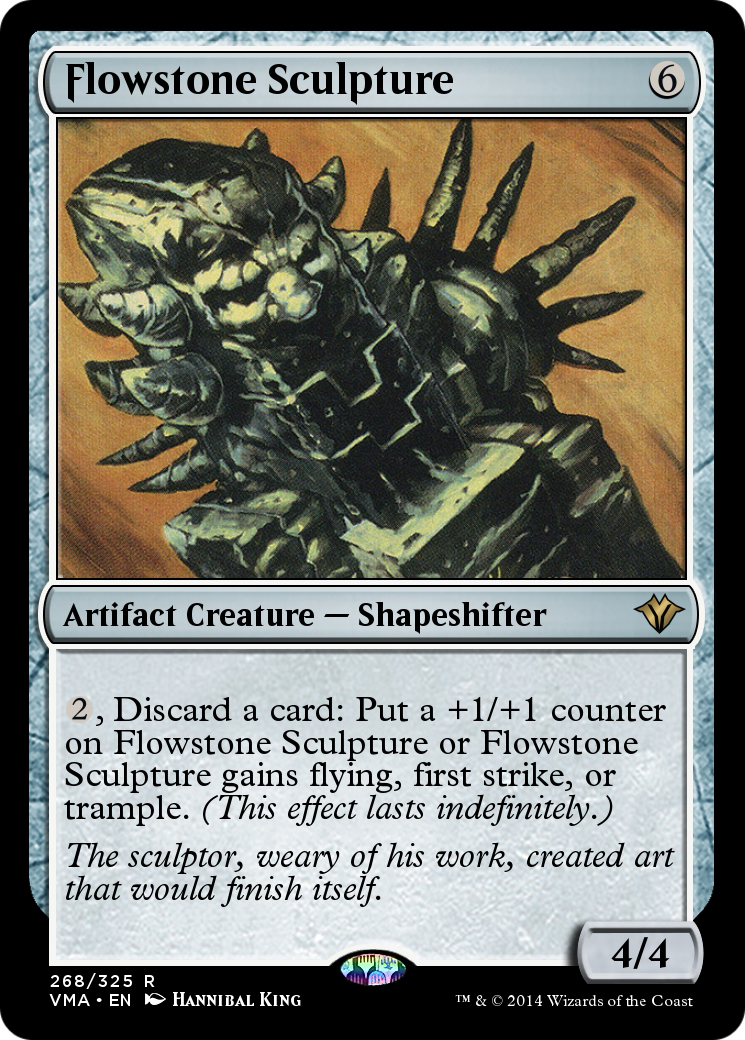 Flowstone Sculpture 6
Artifact Creature — Shapeshifter
2, Discard a card: Put a +1/+1 counter
on Flowstone Sculpture or Flowstone
Sculpture gains flying, first strike, or
trample. (This effect lasts indefinitely.)
The sculptor, weary of his work, created art
that would finish itself.
4/4
268/325 R
VMA • EN Hannibal King
™ & © 2014 Wizards of the Coast